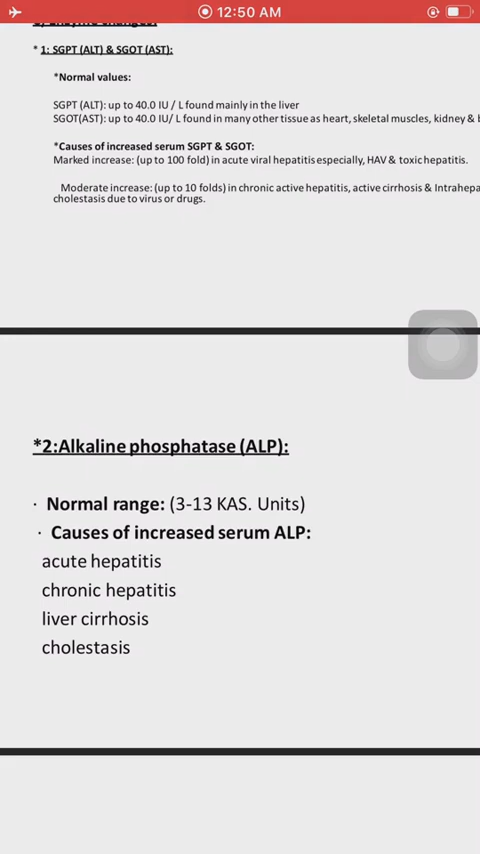 12:50 AM
* 1: SGPT (ALT) & SGOT (AST):
*Normal values:
SGPT (ALT): up to 40.0 IU / L found mainly in the liver
SGOT(AST): up to 40.0 IU/ L found in many other tissue as heart, skeletal muscles, kidney &
*Causes of increased serum SGPT & SGOT:
Marked increase: (up to 100 fold) in acute viral hepatitis especially, HAV & toxic hepatitis.
Moderate increase: (up to 10 folds) in chronic active hepatitis, active cirrhosis & Intrahepa
cholestasis due to virus or drugs.
*2:Alkaline phosphatase (ALP):
· Normal range: (3-13 KAS. Units)
· Causes of increased serum ALP:
acute hepatitis
chronic hepatitis
liver cirrhosis
cholestasis